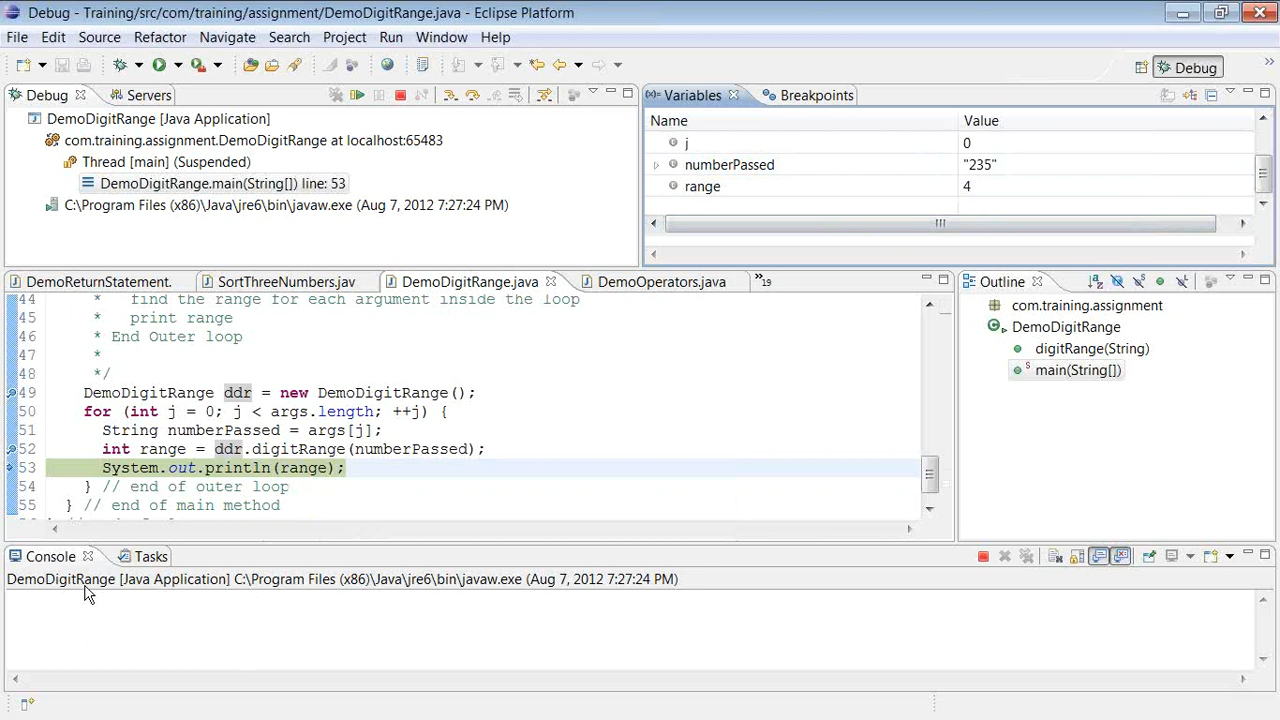 Debug - Training/src/com/training/assignment/DemoDigitRange.java - Eclipse Platform
File Edit Source Refactor Navigate Search Project Run Window Help
Debug
Debug Servers
DemoDigitRange [Java Application]
com.training.assignment.DemoDigitRange at localhost:65483
Thread [main] (Suspended)
DemoDigitRange.main(String[]) line: 53
C:\Program Files (x86)\Java\jre6\bin\javaw.exe (Aug 7, 2012 7:27:24 PM)
(x)= Variables Breakpoints
Name Value
j 0
numberPassed "235"
range 4
DemoReturnStatement. SortThreeNumbers.jav DemoDigitRange.java DemoOperators.java »19
44 * find the range for each argument inside the loop
45 * print range
46 * End Outer loop
47 *
48 */
49 DemoDigitRange ddr = new DemoDigitRange();
50 for (int j = 0; j < args.length; ++j) {
51 String numberPassed = args[j];
52 int range = ddr.digitRange(numberPassed);
53 System.out.println(range);
54 } // end of outer loop
55 } // end of main method
Outline
com.training.assignment
DemoDigitRange
digitRange(String)
main(String[])
Console Tasks
DemoDigitRange [Java Application] C:\Program Files (x86)\Java\jre6\bin\javaw.exe (Aug 7, 2012 7:27:24 PM)